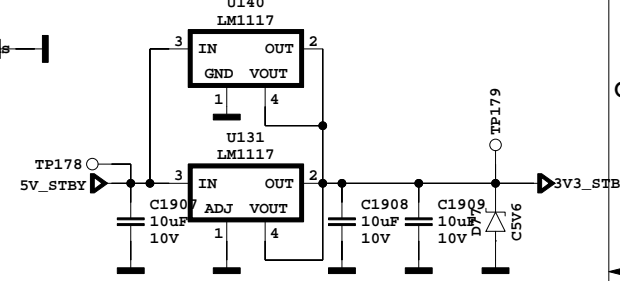 U140
LM1117
3 IN OUT 2
GND VOUT
1 4
TP179
U131
LM1117
TP178
5V_STBY 3 IN OUT 2 3V3_STB
ADJ VOUT
1 4
C1907
10uF
10V
C1908
10uF
10V
C1909
10uF
10V
D77
C5V6